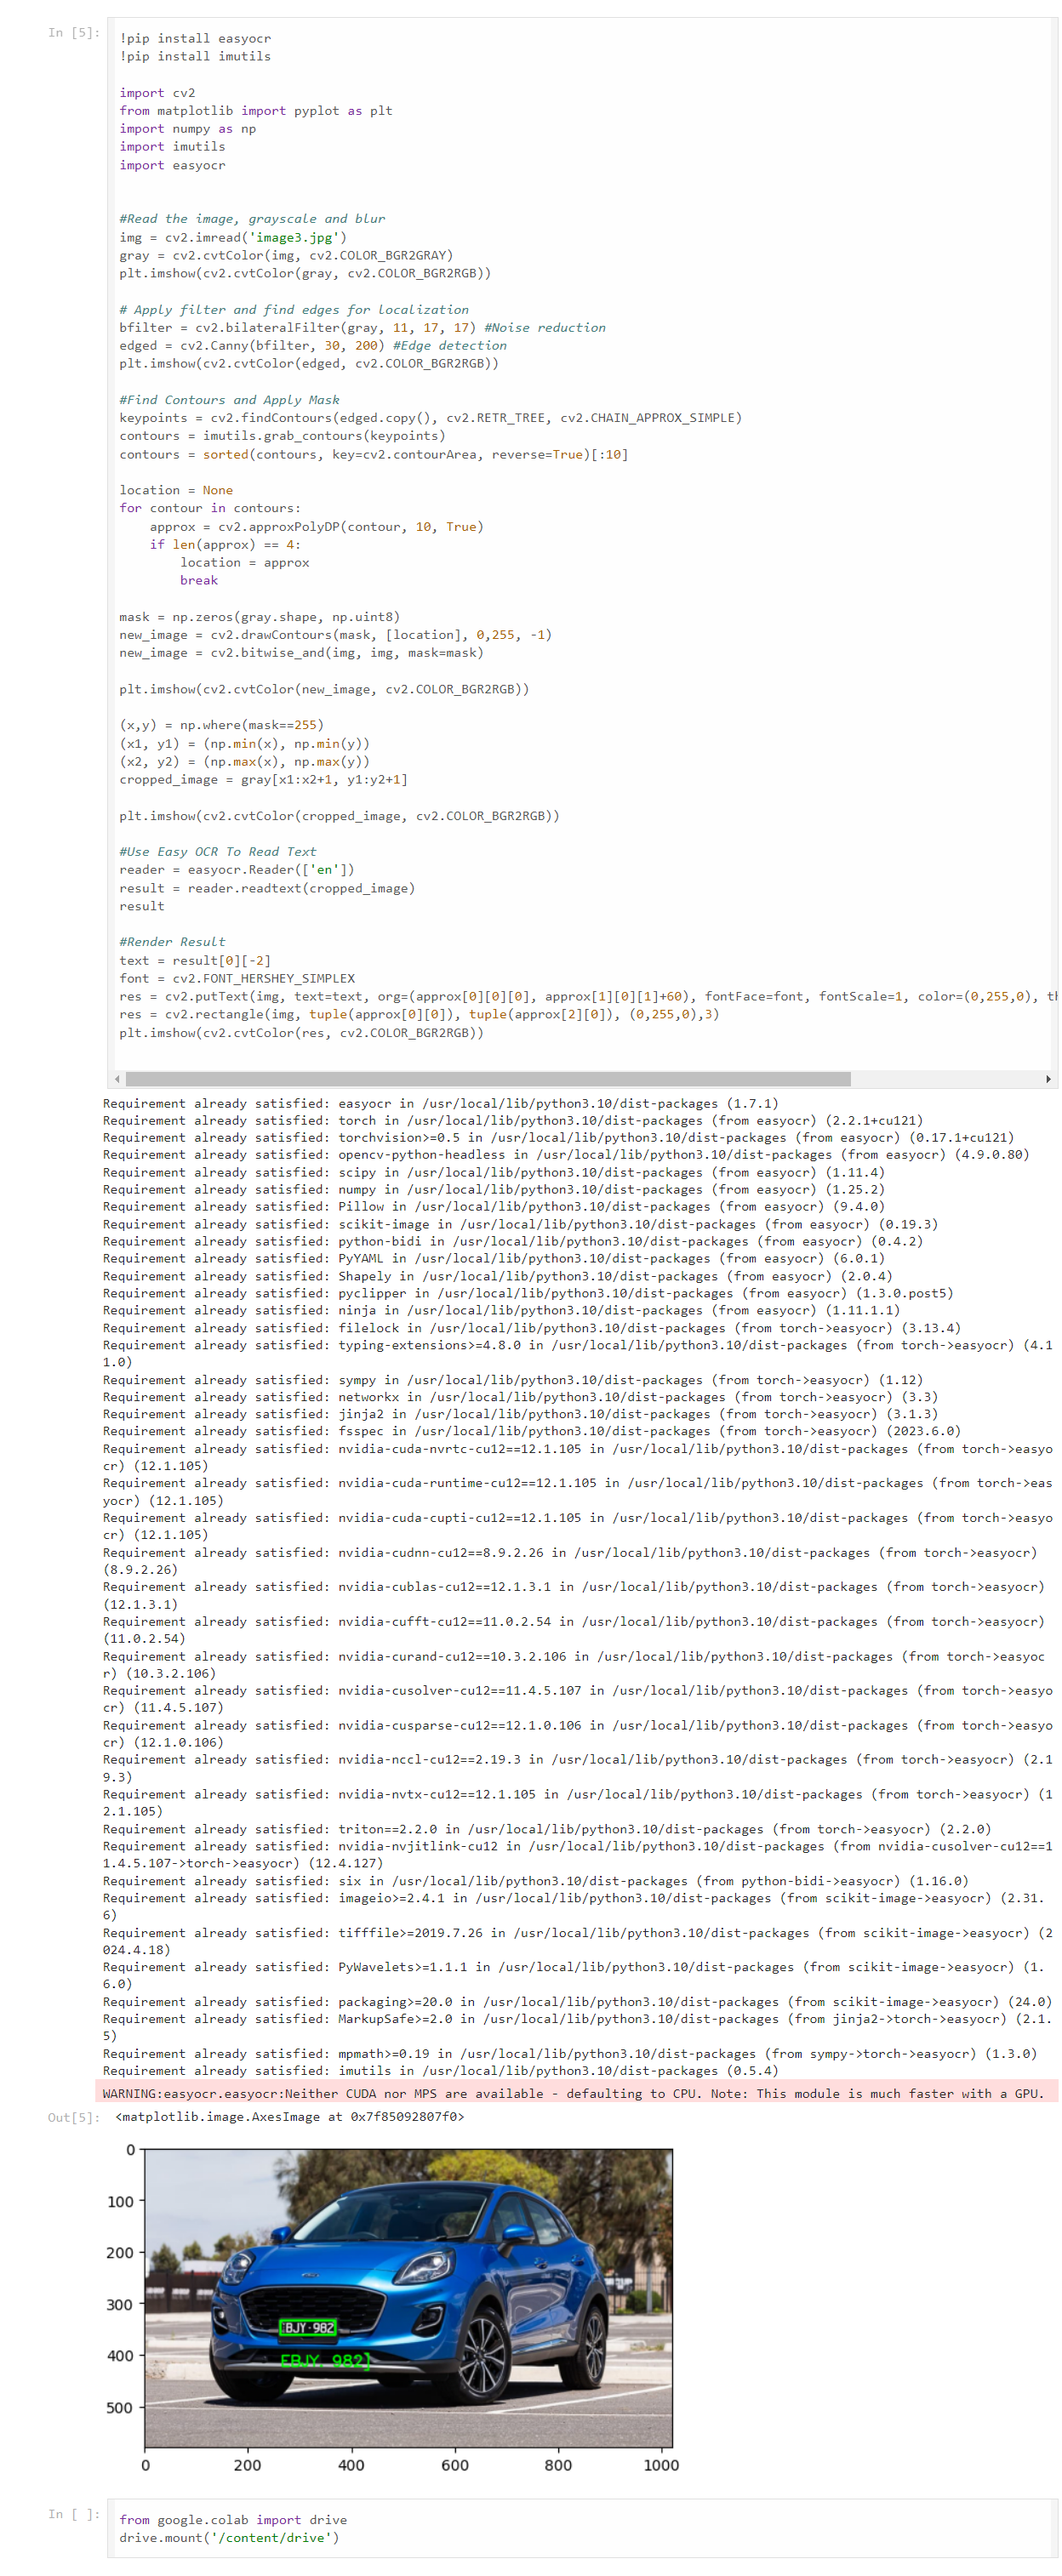 In [5]:
!pip install easyocr
!pip install imutils
import cv2
from matplotlib import pyplot as plt
import numpy as np
import imutils
import easyocr
#Read the image, grayscale and blur
img = cv2.imread('image3.jpg')
gray = cv2.cvtColor(img, cv2.COLOR_BGR2GRAY)
plt.imshow(cv2.cvtColor(gray, cv2.COLOR_BGR2RGB))
# Apply filter and find edges for localization
bfilter = cv2.bilateralFilter(gray, 11, 17, 17) #Noise reduction
edged = cv2.Canny(bfilter, 30, 200) #Edge detection
plt.imshow(cv2.cvtColor(edged, cv2.COLOR_BGR2RGB))
#Find Contours and Apply Mask
keypoints = cv2.findContours(edged.copy(), cv2.RETR_TREE, cv2.CHAIN_APPROX_SIMPLE)
contours = imutils.grab_contours(keypoints)
contours = sorted(contours, key=cv2.contourArea, reverse=True)[:10]
location = None
for contour in contours:
    approx = cv2.approxPolyDP(contour, 10, True)
    if len(approx) == 4:
        location = approx
        break
mask = np.zeros(gray.shape, np.uint8)
new_image = cv2.drawContours(mask, [location], 0,255, -1)
new_image = cv2.bitwise_and(img, img, mask=mask)
plt.imshow(cv2.cvtColor(new_image, cv2.COLOR_BGR2RGB))
(x,y) = np.where(mask==255)
(x1, y1) = (np.min(x), np.min(y))
(x2, y2) = (np.max(x), np.max(y))
cropped_image = gray[x1:x2+1, y1:y2+1]
plt.imshow(cv2.cvtColor(cropped_image, cv2.COLOR_BGR2RGB))
#Use Easy OCR To Read Text
reader = easyocr.Reader(['en'])
result = reader.readtext(cropped_image)
result
#Render Result
text = result[0][-2]
font = cv2.FONT_HERSHEY_SIMPLEX
res = cv2.putText(img, text=text, org=(approx[0][0][0], approx[1][0][1]+60), fontFace=font, fontScale=1, color=(0,255,0), th
res = cv2.rectangle(img, tuple(approx[0][0]), tuple(approx[2][0]), (0,255,0),3)
plt.imshow(cv2.cvtColor(res, cv2.COLOR_BGR2RGB))
Requirement already satisfied: easyocr in /usr/local/lib/python3.10/dist-packages (1.7.1)
Requirement already satisfied: torch in /usr/local/lib/python3.10/dist-packages (from easyocr) (2.2.1+cu121)
Requirement already satisfied: torchvision>=0.5 in /usr/local/lib/python3.10/dist-packages (from easyocr) (0.17.1+cu121)
Requirement already satisfied: opencv-python-headless in /usr/local/lib/python3.10/dist-packages (from easyocr) (4.9.0.80)
Requirement already satisfied: scipy in /usr/local/lib/python3.10/dist-packages (from easyocr) (1.11.4)
Requirement already satisfied: numpy in /usr/local/lib/python3.10/dist-packages (from easyocr) (1.25.2)
Requirement already satisfied: Pillow in /usr/local/lib/python3.10/dist-packages (from easyocr) (9.4.0)
Requirement already satisfied: scikit-image in /usr/local/lib/python3.10/dist-packages (from easyocr) (0.19.3)
Requirement already satisfied: python-bidi in /usr/local/lib/python3.10/dist-packages (from easyocr) (0.4.2)
Requirement already satisfied: PyYAML in /usr/local/lib/python3.10/dist-packages (from easyocr) (6.0.1)
Requirement already satisfied: Shapely in /usr/local/lib/python3.10/dist-packages (from easyocr) (2.0.4)
Requirement already satisfied: pyclipper in /usr/local/lib/python3.10/dist-packages (from easyocr) (1.3.0.post5)
Requirement already satisfied: ninja in /usr/local/lib/python3.10/dist-packages (from easyocr) (1.11.1.1)
Requirement already satisfied: filelock in /usr/local/lib/python3.10/dist-packages (from torch->easyocr) (3.13.4)
Requirement already satisfied: typing-extensions>=4.8.0 in /usr/local/lib/python3.10/dist-packages (from torch->easyocr) (4.1
1.0)
Requirement already satisfied: sympy in /usr/local/lib/python3.10/dist-packages (from torch->easyocr) (1.12)
Requirement already satisfied: networkx in /usr/local/lib/python3.10/dist-packages (from torch->easyocr) (3.3)
Requirement already satisfied: jinja2 in /usr/local/lib/python3.10/dist-packages (from torch->easyocr) (3.1.3)
Requirement already satisfied: fsspec in /usr/local/lib/python3.10/dist-packages (from torch->easyocr) (2023.6.0)
Requirement already satisfied: nvidia-cuda-nvrtc-cu12==12.1.105 in /usr/local/lib/python3.10/dist-packages (from torch->easyo
cr) (12.1.105)
Requirement already satisfied: nvidia-cuda-runtime-cu12==12.1.105 in /usr/local/lib/python3.10/dist-packages (from torch->eas
yocr) (12.1.105)
Requirement already satisfied: nvidia-cuda-cupti-cu12==12.1.105 in /usr/local/lib/python3.10/dist-packages (from torch->easyo
cr) (12.1.105)
Requirement already satisfied: nvidia-cudnn-cu12==8.9.2.26 in /usr/local/lib/python3.10/dist-packages (from torch->easyocr)
(8.9.2.26)
Requirement already satisfied: nvidia-cublas-cu12==12.1.3.1 in /usr/local/lib/python3.10/dist-packages (from torch->easyocr)
(12.1.3.1)
Requirement already satisfied: nvidia-cufft-cu12==11.0.2.54 in /usr/local/lib/python3.10/dist-packages (from torch->easyocr)
(11.0.2.54)
Requirement already satisfied: nvidia-curand-cu12==10.3.2.106 in /usr/local/lib/python3.10/dist-packages (from torch->easyoc
r) (10.3.2.106)
Requirement already satisfied: nvidia-cusolver-cu12==11.4.5.107 in /usr/local/lib/python3.10/dist-packages (from torch->easyo
cr) (11.4.5.107)
Requirement already satisfied: nvidia-cusparse-cu12==12.1.0.106 in /usr/local/lib/python3.10/dist-packages (from torch->easyo
cr) (12.1.0.106)
Requirement already satisfied: nvidia-nccl-cu12==2.19.3 in /usr/local/lib/python3.10/dist-packages (from torch->easyocr) (2.1
9.3)
Requirement already satisfied: nvidia-nvtx-cu12==12.1.105 in /usr/local/lib/python3.10/dist-packages (from torch->easyocr) (1
2.1.105)
Requirement already satisfied: triton==2.2.0 in /usr/local/lib/python3.10/dist-packages (from torch->easyocr) (2.2.0)
Requirement already satisfied: nvidia-nvjitlink-cu12 in /usr/local/lib/python3.10/dist-packages (from nvidia-cusolver-cu12==1
1.4.5.107->torch->easyocr) (12.4.127)
Requirement already satisfied: six in /usr/local/lib/python3.10/dist-packages (from python-bidi->easyocr) (1.16.0)
Requirement already satisfied: imageio>=2.4.1 in /usr/local/lib/python3.10/dist-packages (from scikit-image->easyocr) (2.31.
6)
Requirement already satisfied: tifffile>=2019.7.26 in /usr/local/lib/python3.10/dist-packages (from scikit-image->easyocr) (2
024.4.18)
Requirement already satisfied: PyWavelets>=1.1.1 in /usr/local/lib/python3.10/dist-packages (from scikit-image->easyocr) (1.
6.0)
Requirement already satisfied: packaging>=20.0 in /usr/local/lib/python3.10/dist-packages (from scikit-image->easyocr) (24.0)
Requirement already satisfied: MarkupSafe>=2.0 in /usr/local/lib/python3.10/dist-packages (from jinja2->torch->easyocr) (2.1.
5)
Requirement already satisfied: mpmath>=0.19 in /usr/local/lib/python3.10/dist-packages (from sympy->torch->easyocr) (1.3.0)
Requirement already satisfied: imutils in /usr/local/lib/python3.10/dist-packages (0.5.4)
WARNING:easyocr.easyocr:Neither CUDA nor MPS are available - defaulting to CPU. Note: This module is much faster with a GPU.
Out[5]: <matplotlib.image.AxesImage at 0x7f85092807f0>
0
100
200
300
BJY·982
400
EBJY. 982]
500
0 200 400 600 800 1000
In [ ]:
from google.colab import drive
drive.mount('/content/drive')